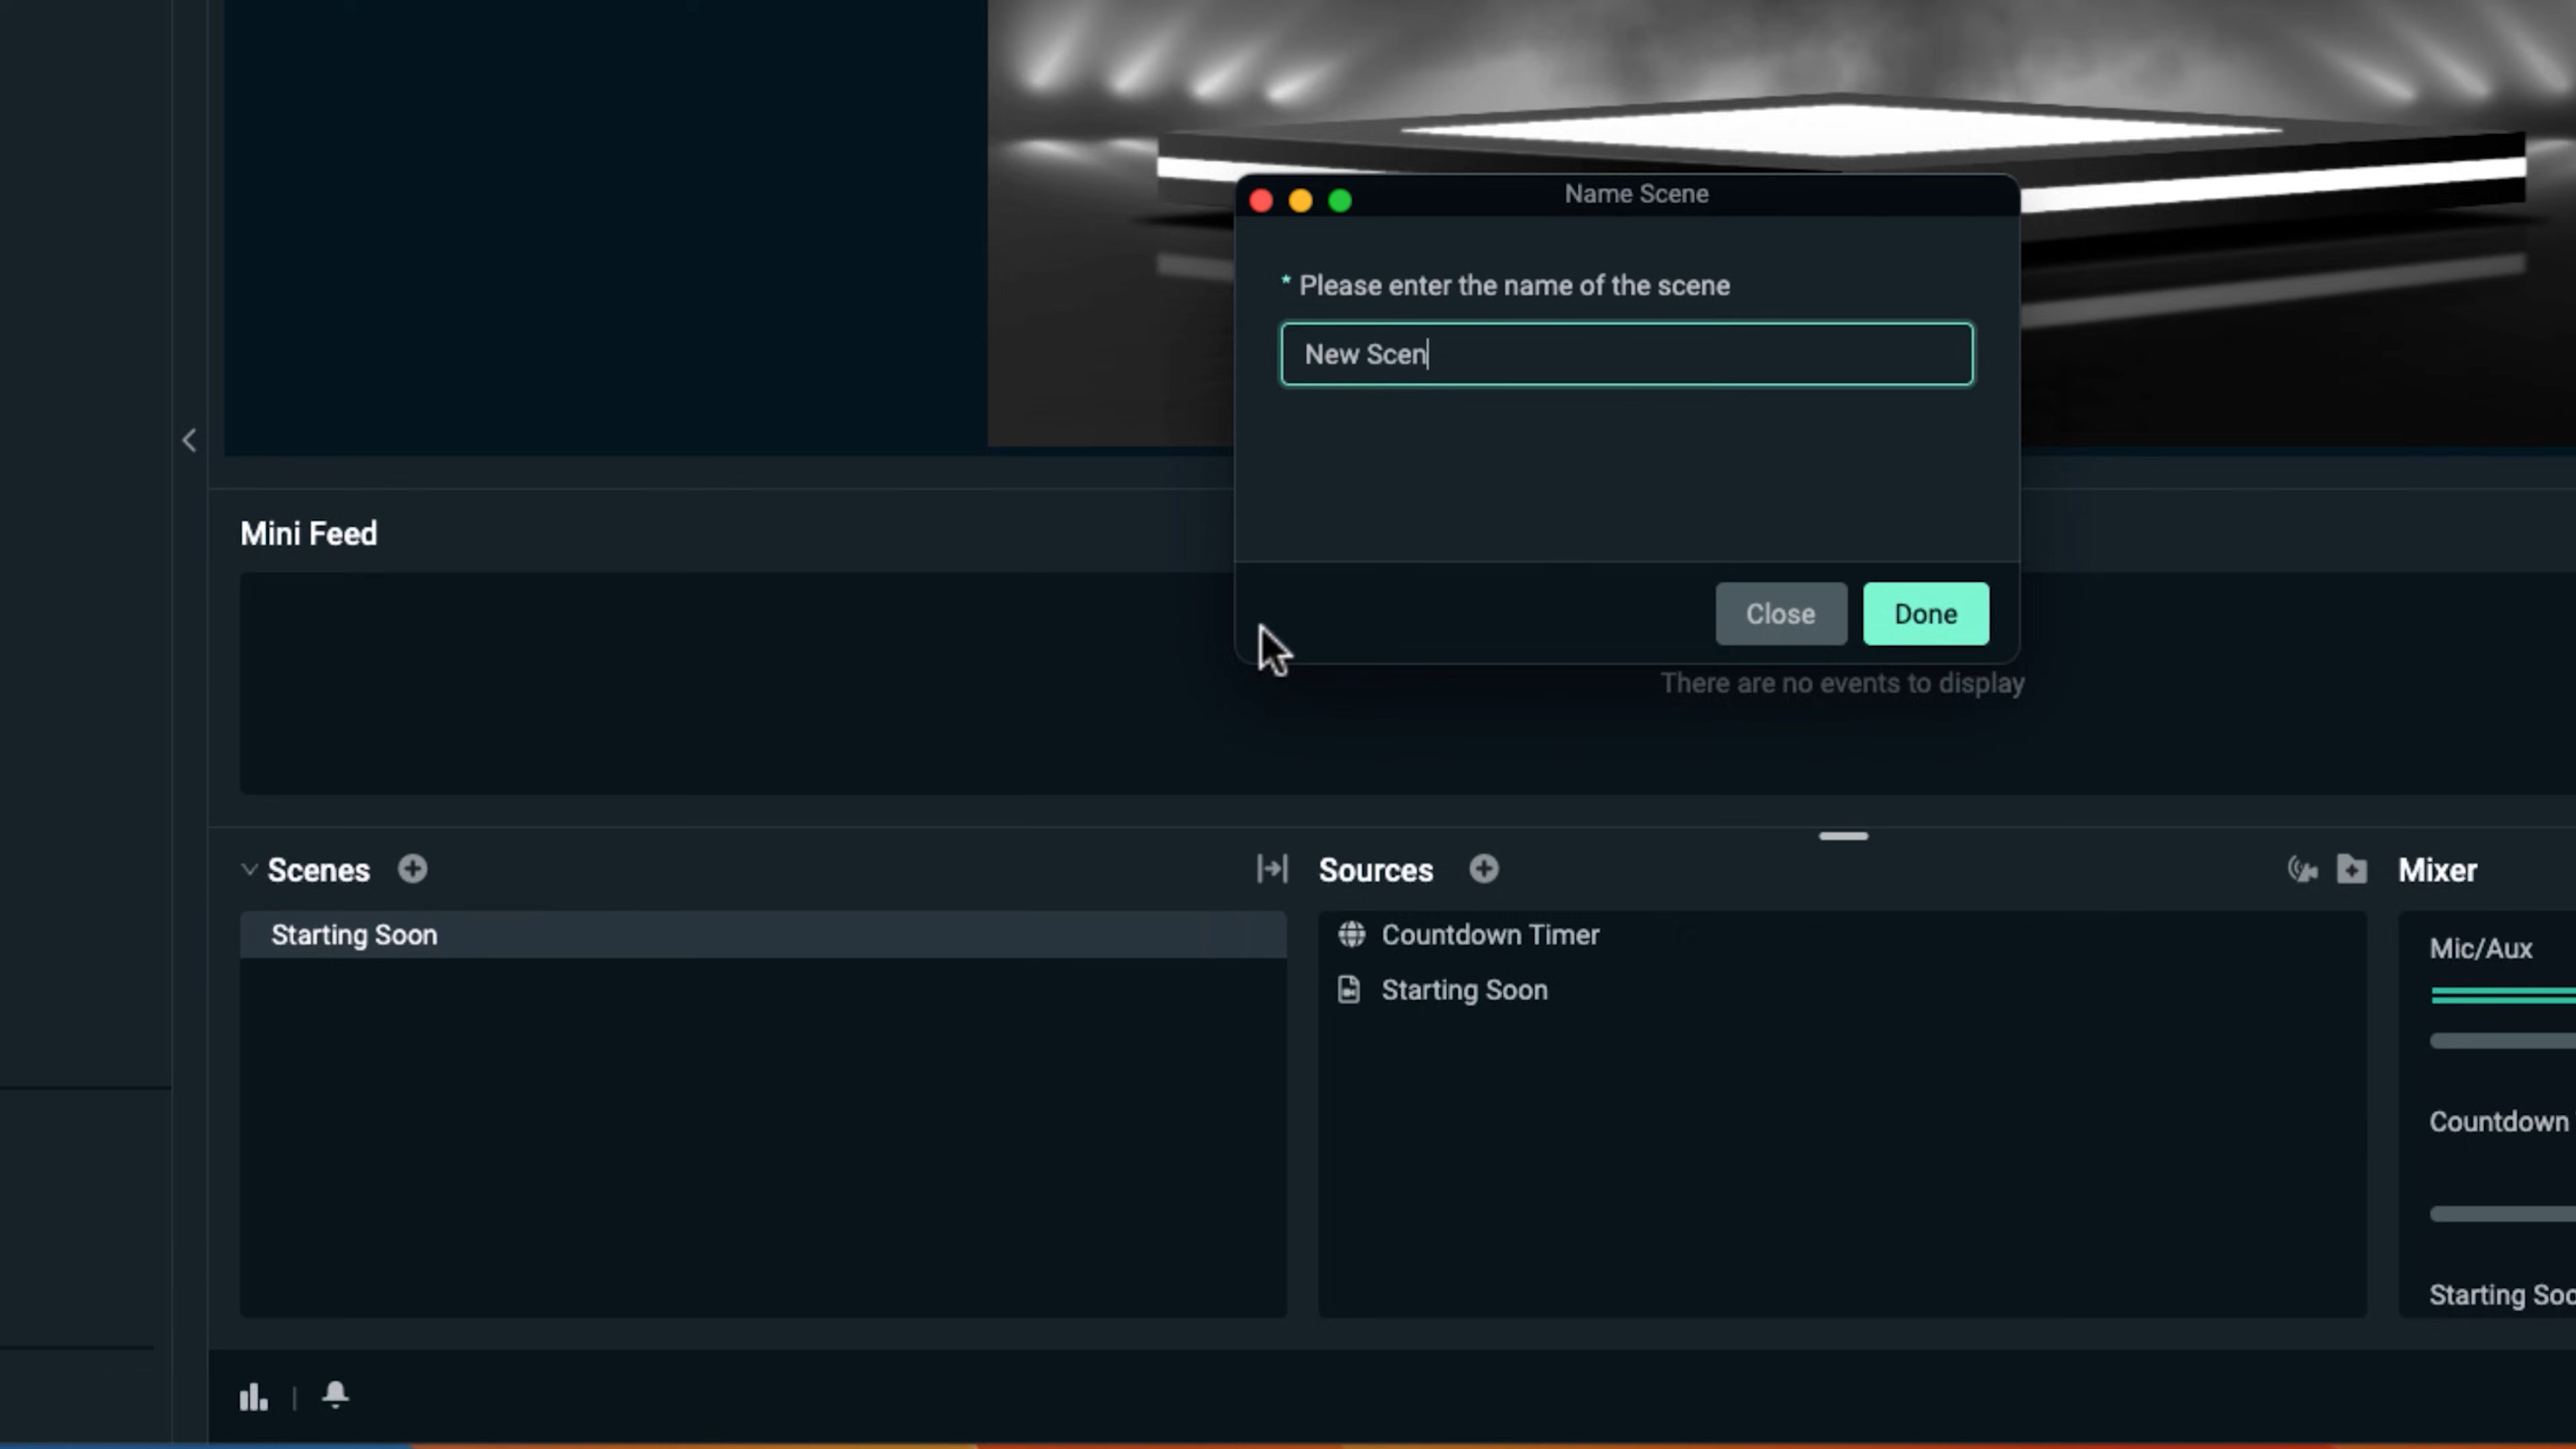 Name Scene
* Please enter the name of the scene
New Scen
Close
Done
Mini Feed
There are no events to display
Scenes
Sources
Mixer
Starting Soon
Countdown Timer
Starting Soon
Mic/Aux
Countdown
Starting Soo